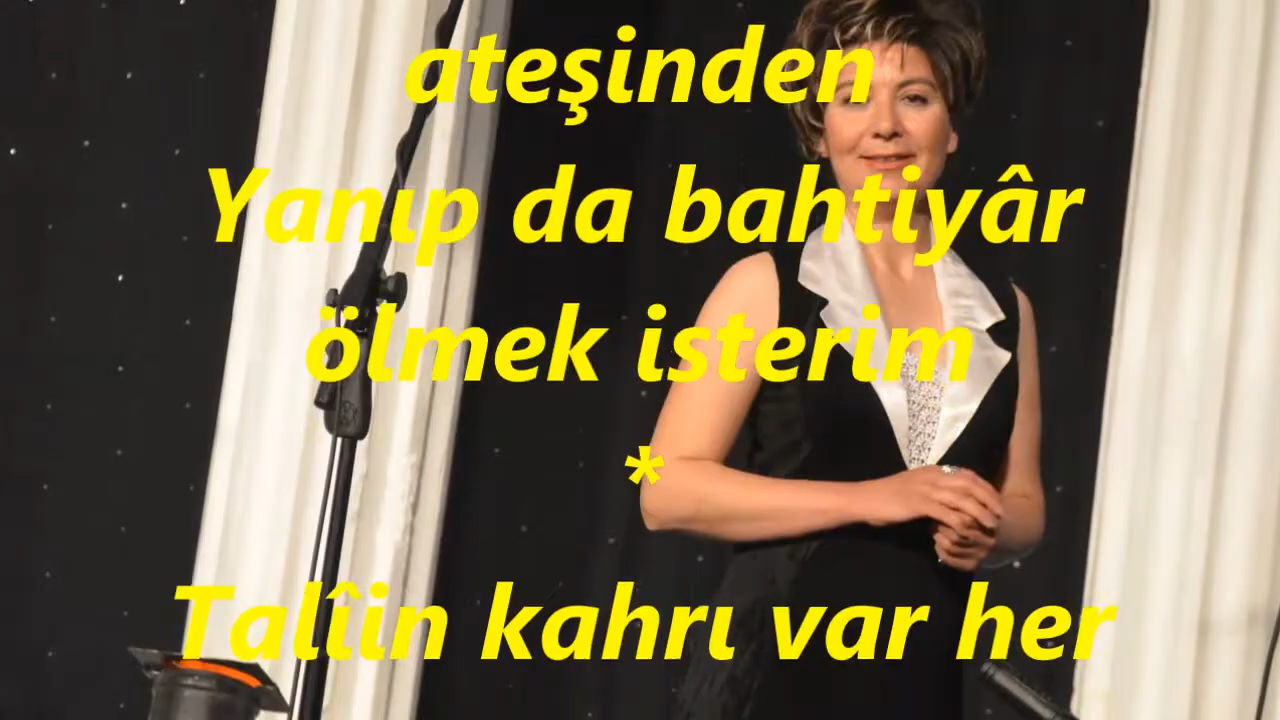 ateşinden
Yanıp da bahtiyâr
ölmek isterim
*
Talîin kahrı var her